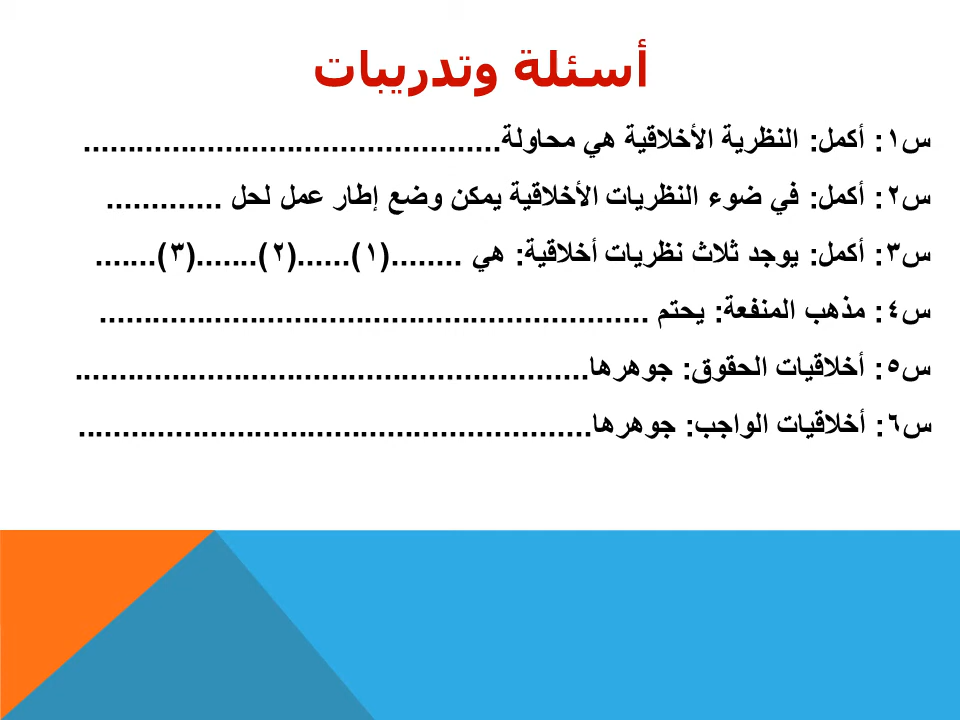 أسئلة وتدريبات
س١: أكمل: النظرية الأخلاقية هي محاولة................................................
س٢: أكمل: في ضوء النظريات الأخلاقية يمكن وضع إطار عمل لحل .............
س٣: أكمل: يوجد ثلاث نظريات أخلاقية: هي ........(١)......(٢).......(٣).......
س٤: مذهب المنفعة: يحتم ...............................................................
س٥: أخلاقيات الحقوق: جوهرها...........................................................
س٦: أخلاقيات الواجب: جوهرها...........................................................